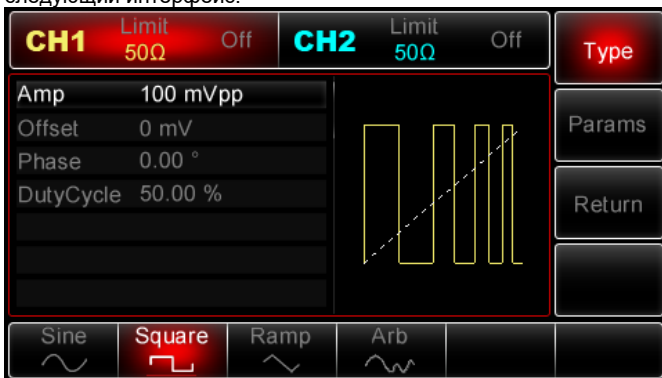 следующий интерфейс.
CH1 Limit 50Ω Off CH2 Limit 50Ω Off Type
Amp 100 mVpp
Offset 0 mV
Phase 0.00 °
DutyCycle 50.00 %
Params
Return
Sine Square Ramp Arb